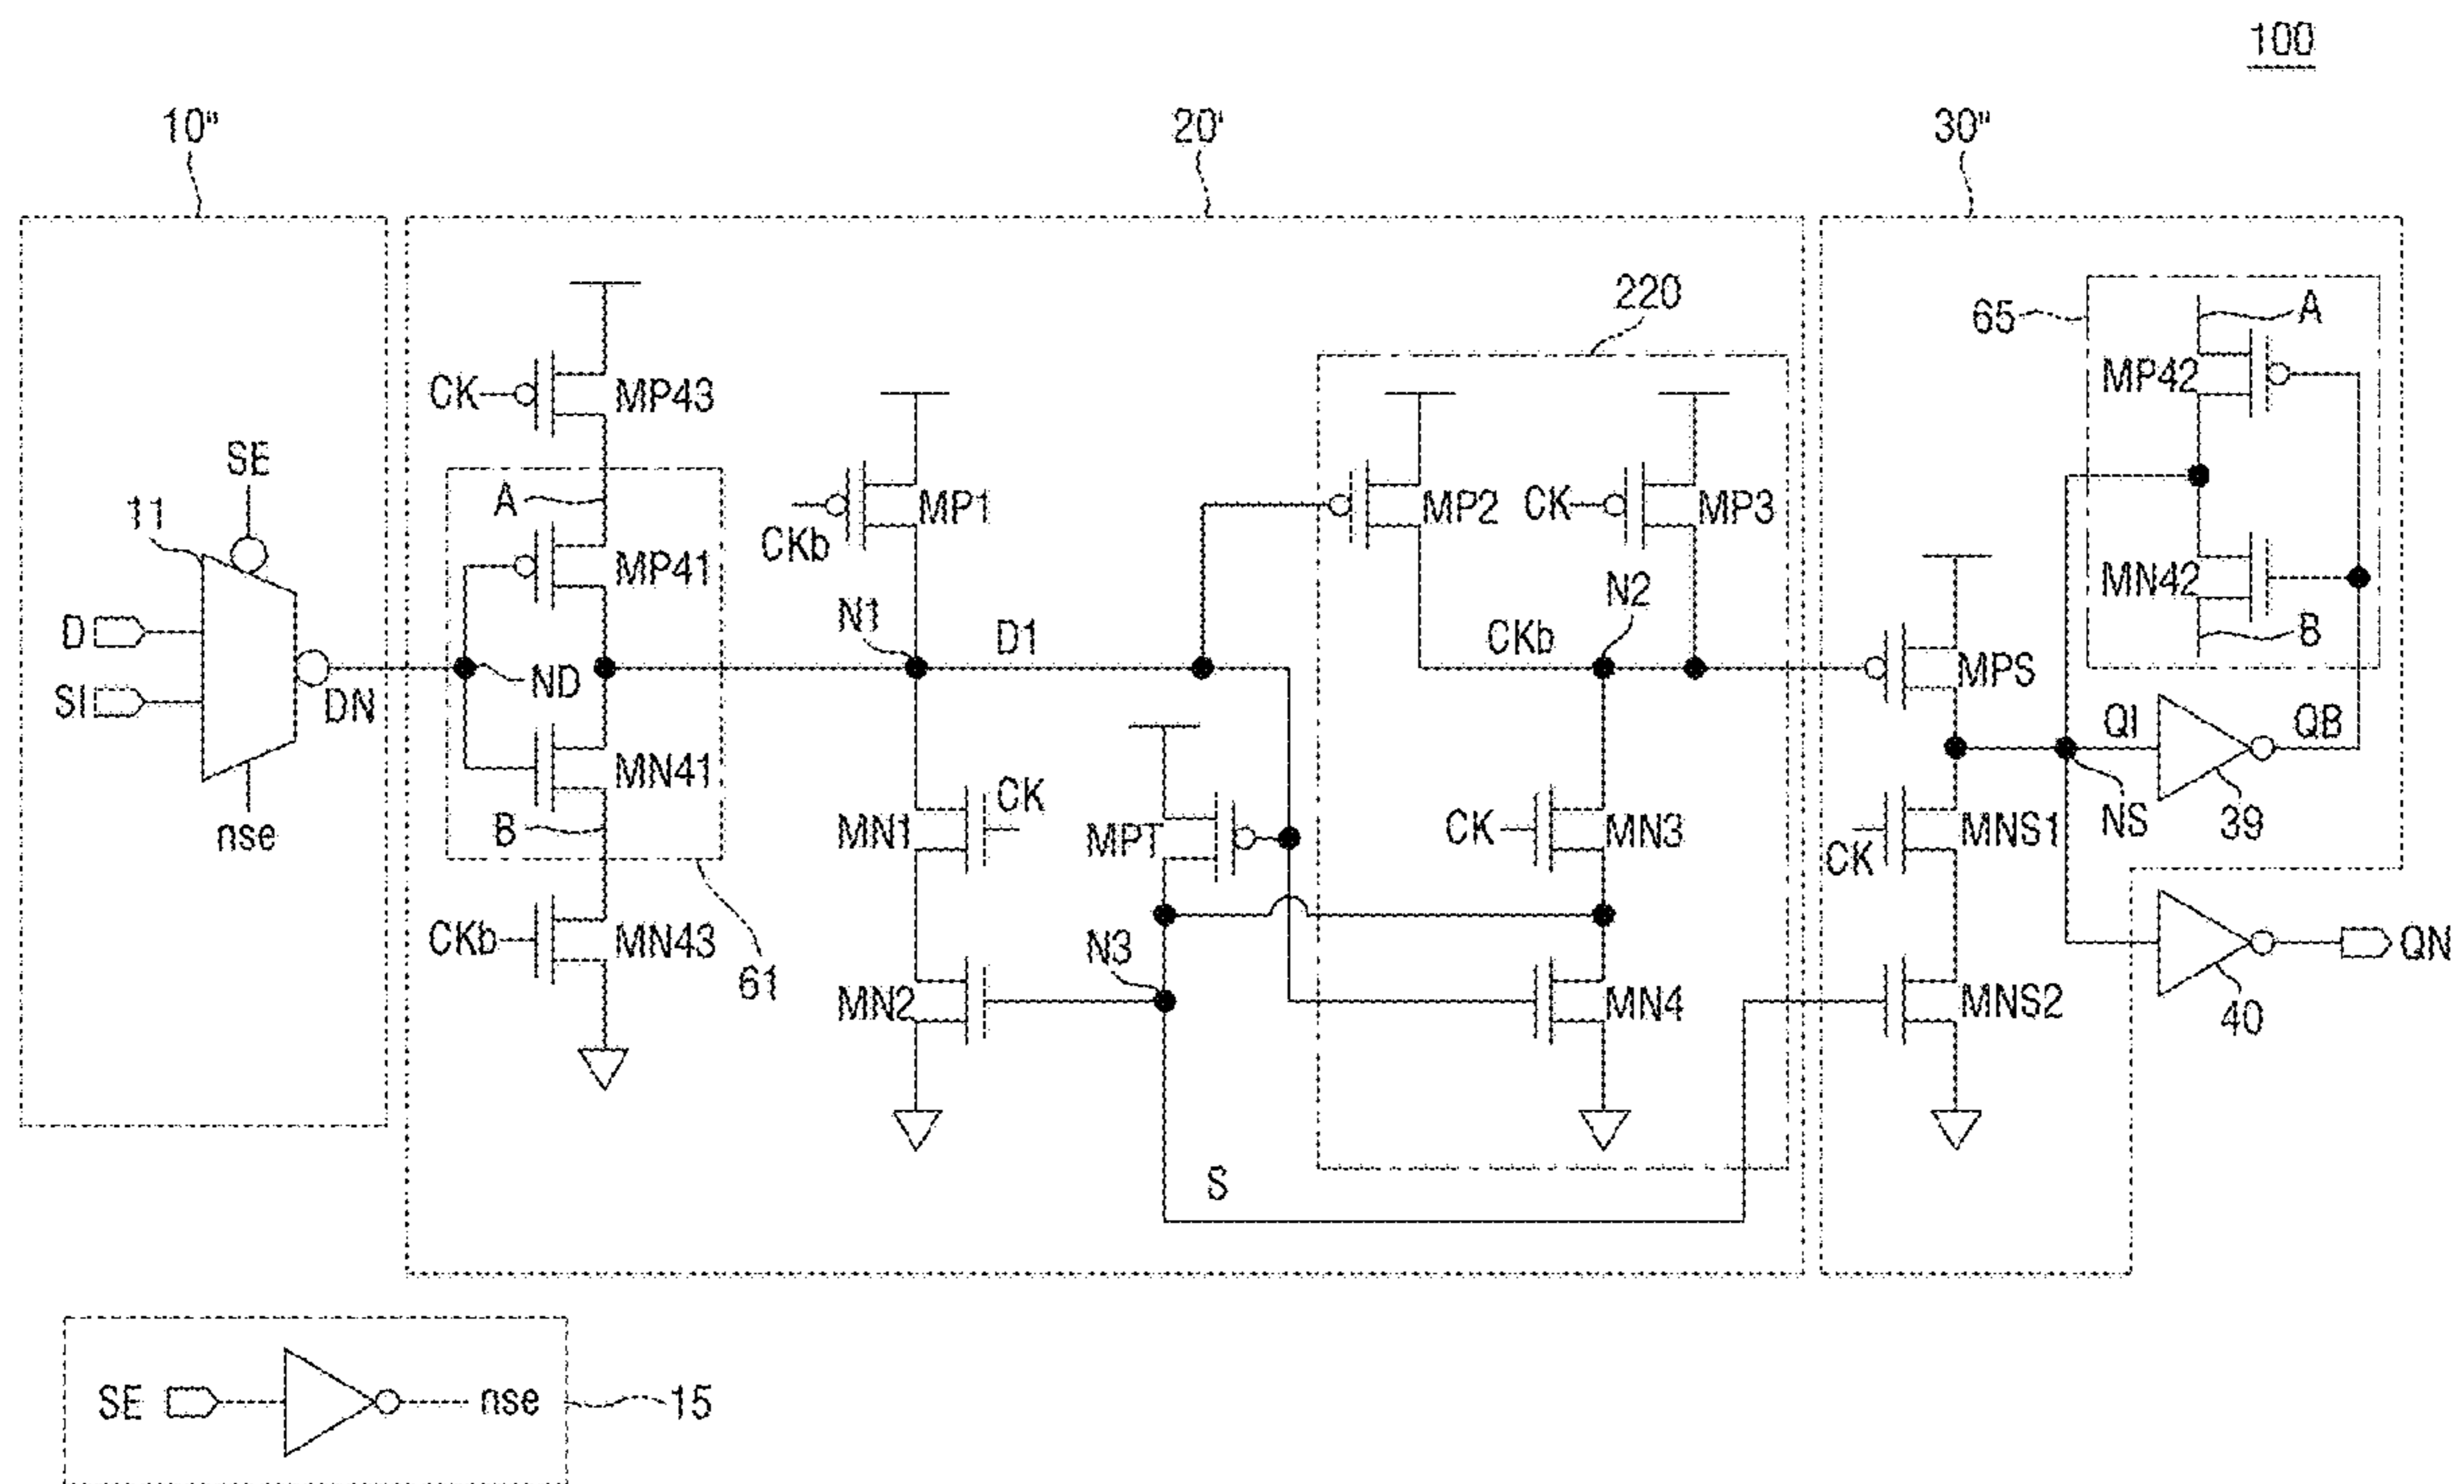 100
10"
20'
30"
220
65
A
MP42
MN42
B
CK
MP43
A
MP41
ND
MN41
B
CKb
MN43
61
SE
11
D
SI
DN
nse
CKb
MP1
N1
D1
MN1
CK
MPT
N3
MN2
S
MP2
CK
MP3
CKb
N2
CK
MN3
MN4
MPS
QI
QB
NS
39
CK
MNS1
MNS2
40
QN
SE
nse
15